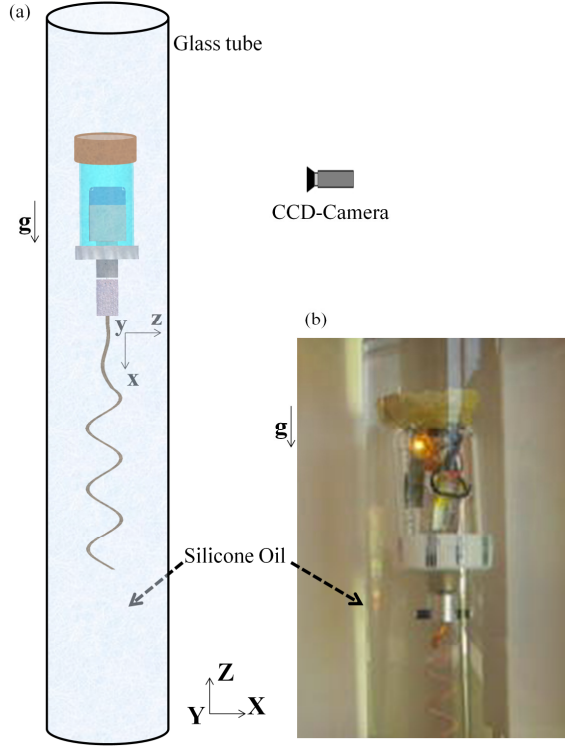 (a)
Glass tube
g
CCD-Camera
y z
x
(b)
g
Silicone Oil
Z
Y X